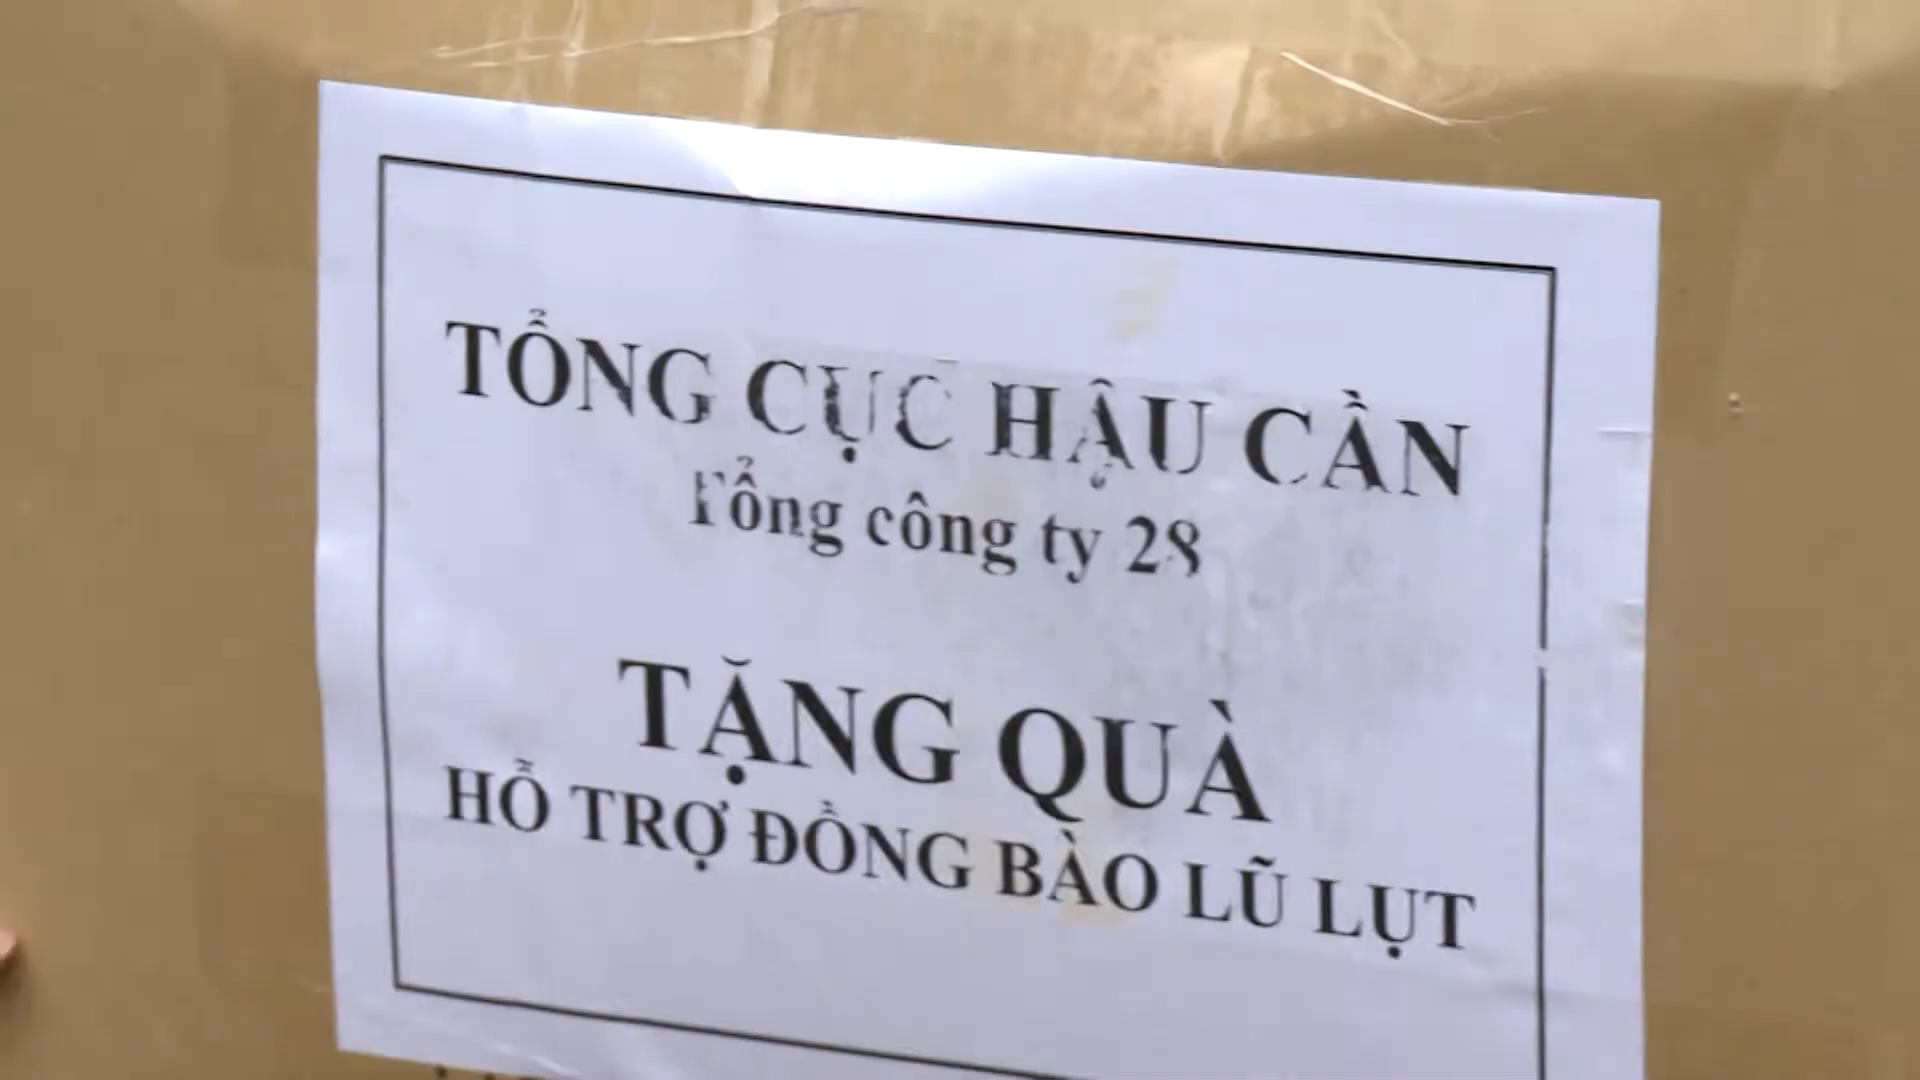 TỔNG CỤC HẬU CẦN
Tổng công ty 28
TẶNG QUÀ
HỖ TRỢ ĐỒNG BÀO LŨ LỤT